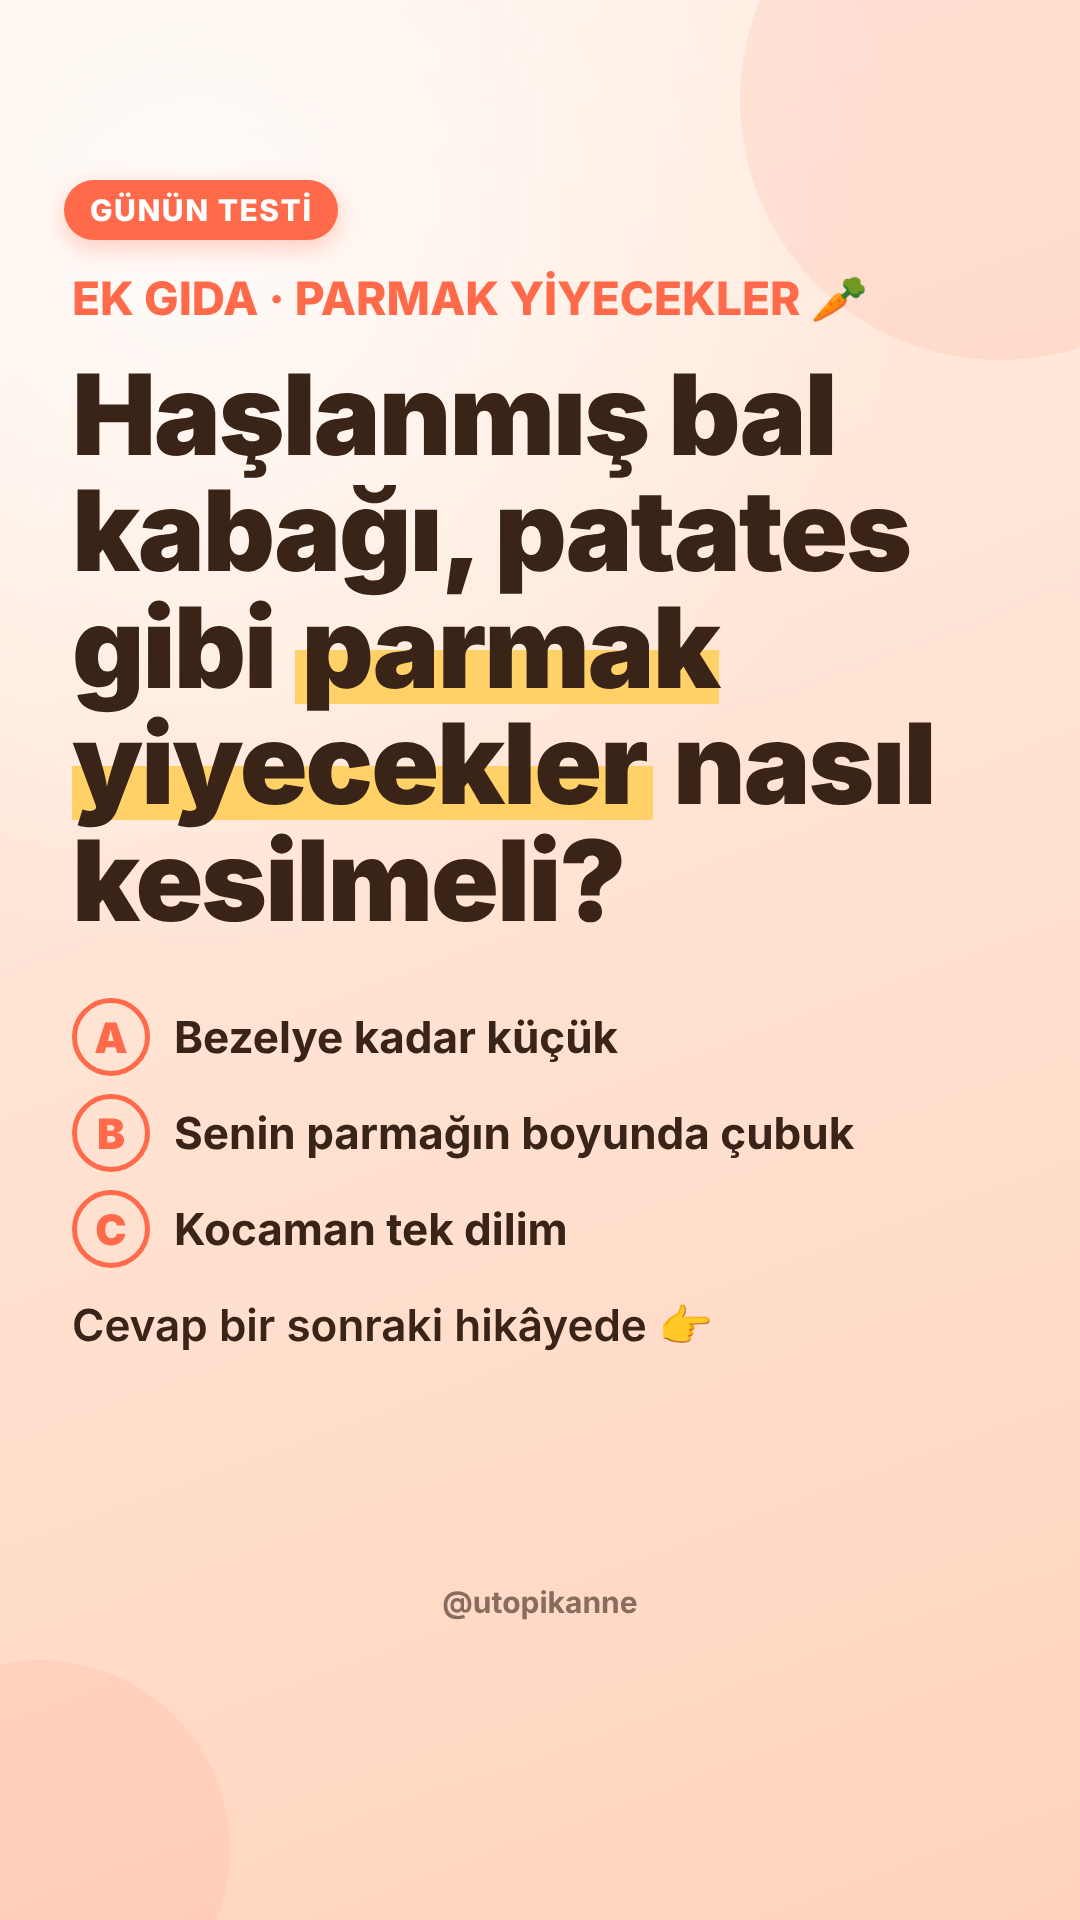 GÜNÜN TESTİ
EK GIDA · PARMAK YİYECEKLER 🥕
Haşlanmış bal
kabağı, patates
gibi parmak
yiyecekler nasıl
kesilmeli?
A Bezelye kadar küçük
B Senin parmağın boyunda çubuk
C Kocaman tek dilim
Cevap bir sonraki hikâyede 👉
@utopikanne